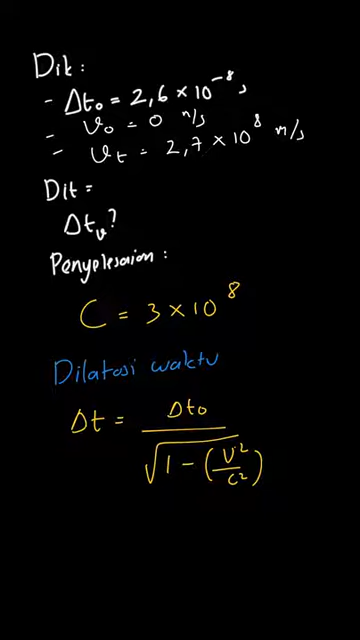 Dik:
- Δt₀ = 2,6 × 10⁻⁸ s
- v₀ = 0 m/s
- vₜ = 2,7 × 10⁸ m/s
Dit =
Δtᵥ?
Penyelesaian :
C = 3 × 10⁸
Dilatasi waktu
Δt = Δt₀ / √(1 - (v²/c²))